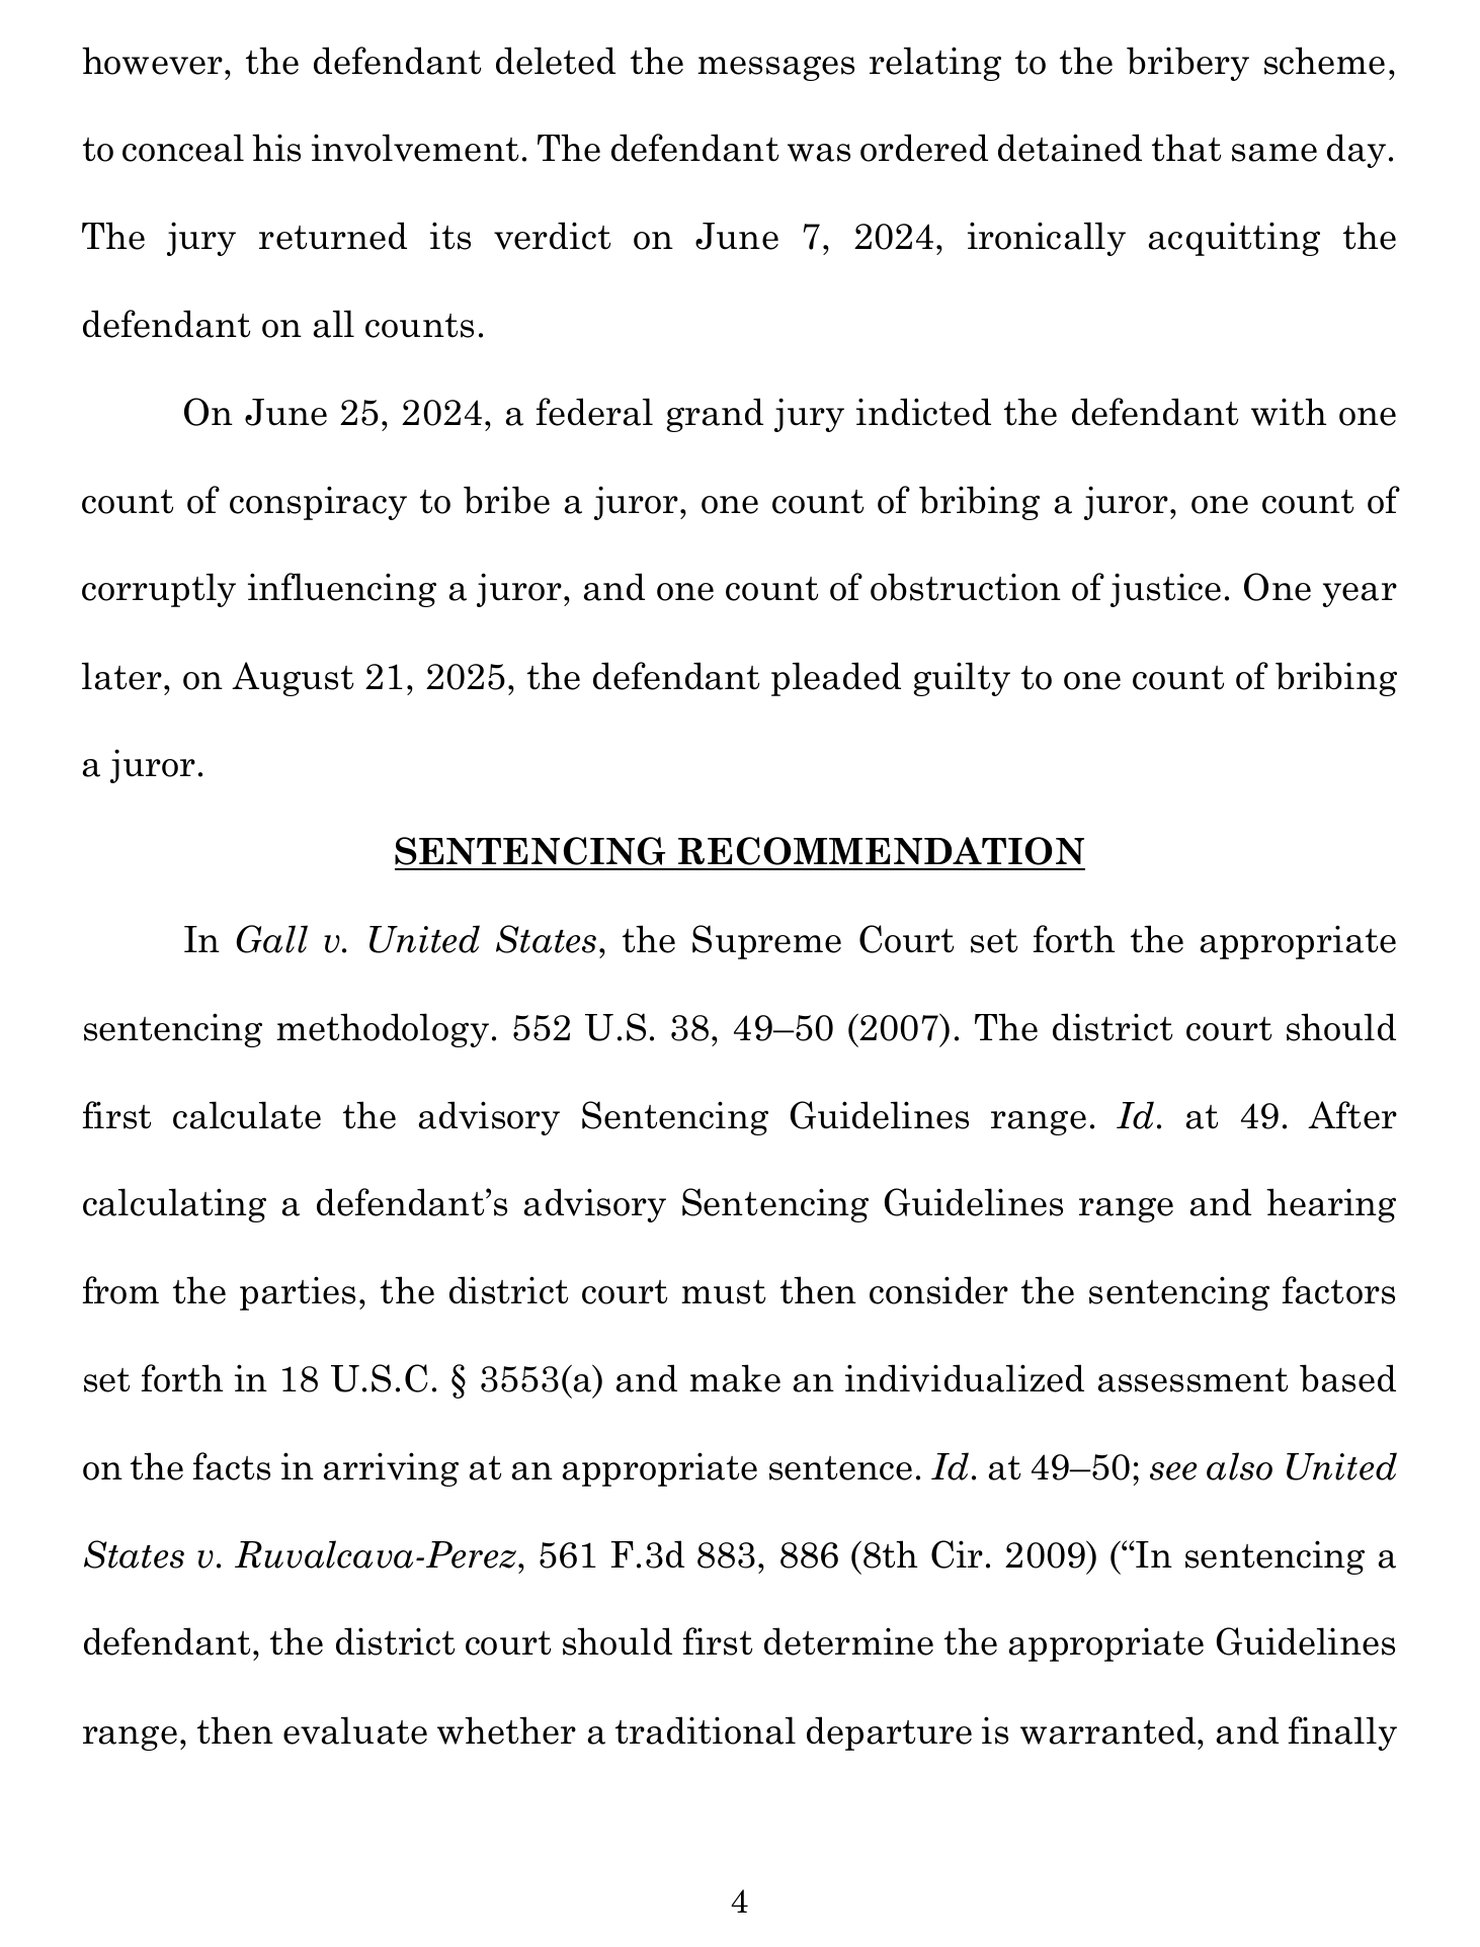 however, the defendant deleted the messages relating to the bribery scheme,
to conceal his involvement. The defendant was ordered detained that same day.
The jury returned its verdict on June 7, 2024, ironically acquitting the
defendant on all counts.
On June 25, 2024, a federal grand jury indicted the defendant with one
count of conspiracy to bribe a juror, one count of bribing a juror, one count of
corruptly influencing a juror, and one count of obstruction of justice. One year
later, on August 21, 2025, the defendant pleaded guilty to one count of bribing
a juror.
SENTENCING RECOMMENDATION
In Gall v. United States, the Supreme Court set forth the appropriate
sentencing methodology. 552 U.S. 38, 49–50 (2007). The district court should
first calculate the advisory Sentencing Guidelines range. Id. at 49. After
calculating a defendant’s advisory Sentencing Guidelines range and hearing
from the parties, the district court must then consider the sentencing factors
set forth in 18 U.S.C. § 3553(a) and make an individualized assessment based
on the facts in arriving at an appropriate sentence. Id. at 49–50; see also United
States v. Ruvalcava-Perez, 561 F.3d 883, 886 (8th Cir. 2009) (“In sentencing a
defendant, the district court should first determine the appropriate Guidelines
range, then evaluate whether a traditional departure is warranted, and finally
4